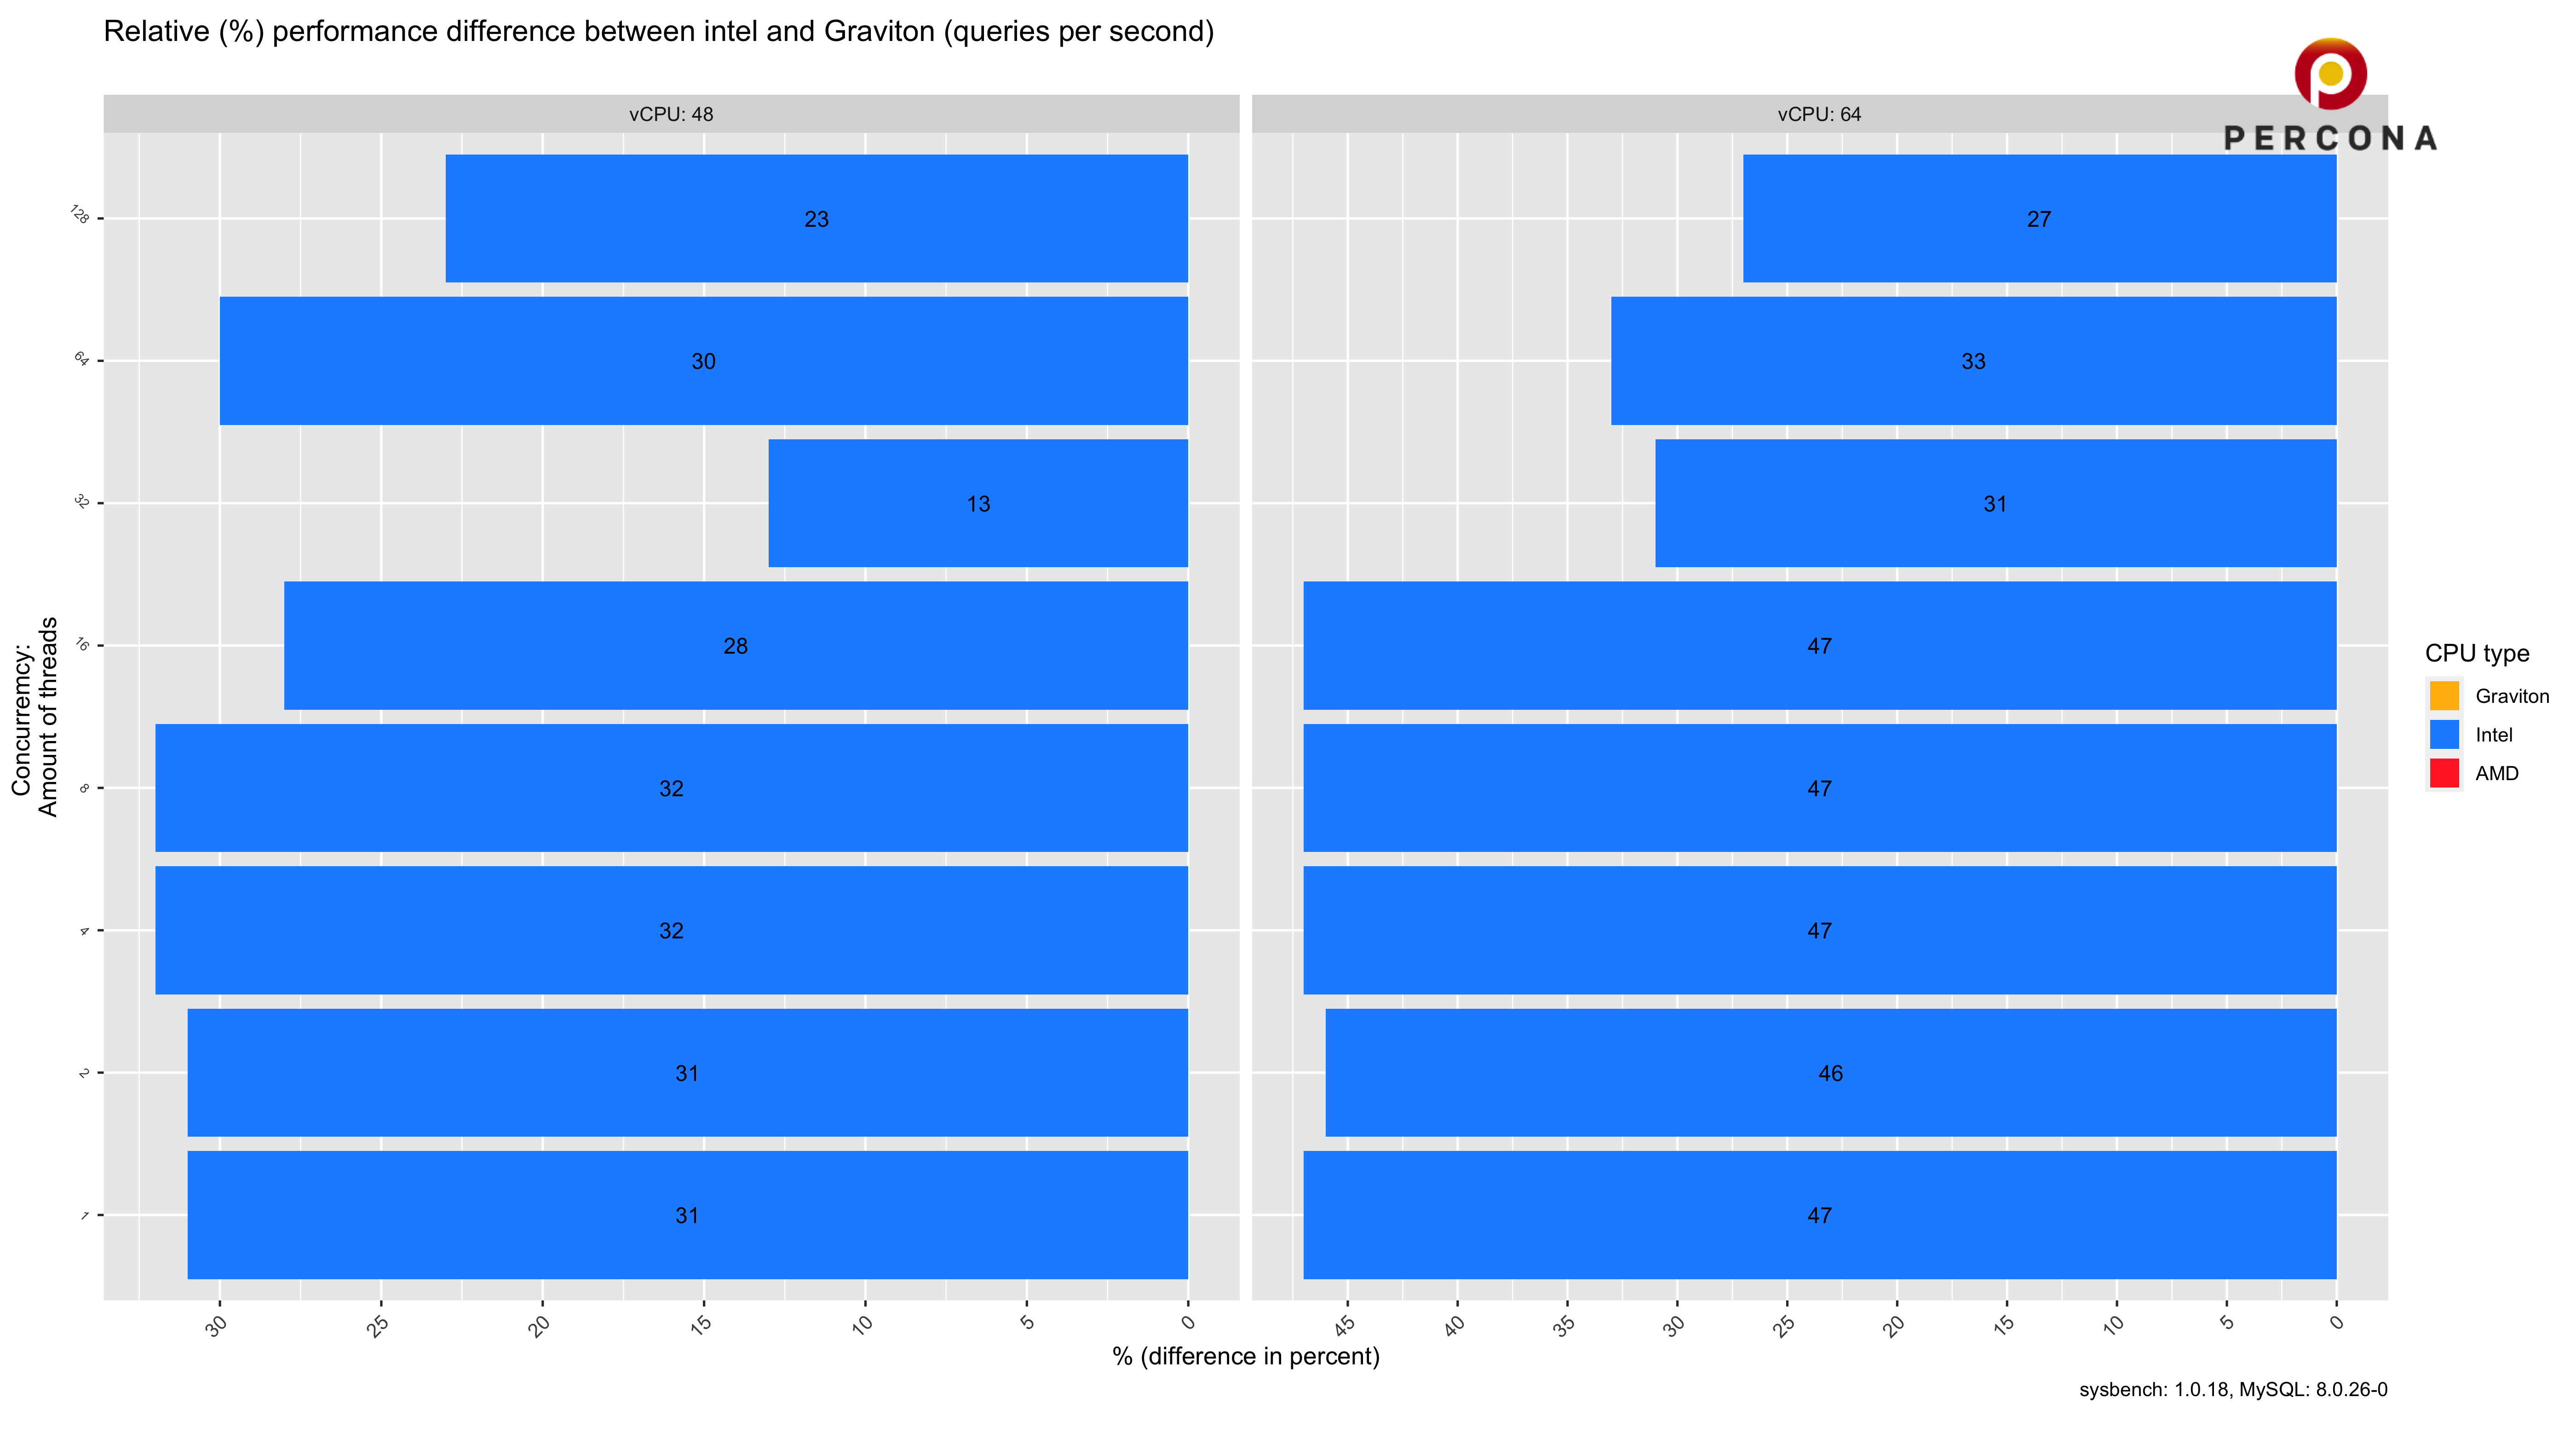 Relative (%) performance difference between intel and Graviton (queries per second)
PERCONA
vCPU: 48
vCPU: 64
128
23
27
64
30
33
32
13
31
16
28
47
8
32
47
4
32
47
2
31
46
1
31
47
Concurremcy:
Amount of threads
30 25 20 15 10 5 0
45 40 35 30 25 20 15 10 5 0
% (difference in percent)
CPU type
Graviton
Intel
AMD
sysbench: 1.0.18, MySQL: 8.0.26-0